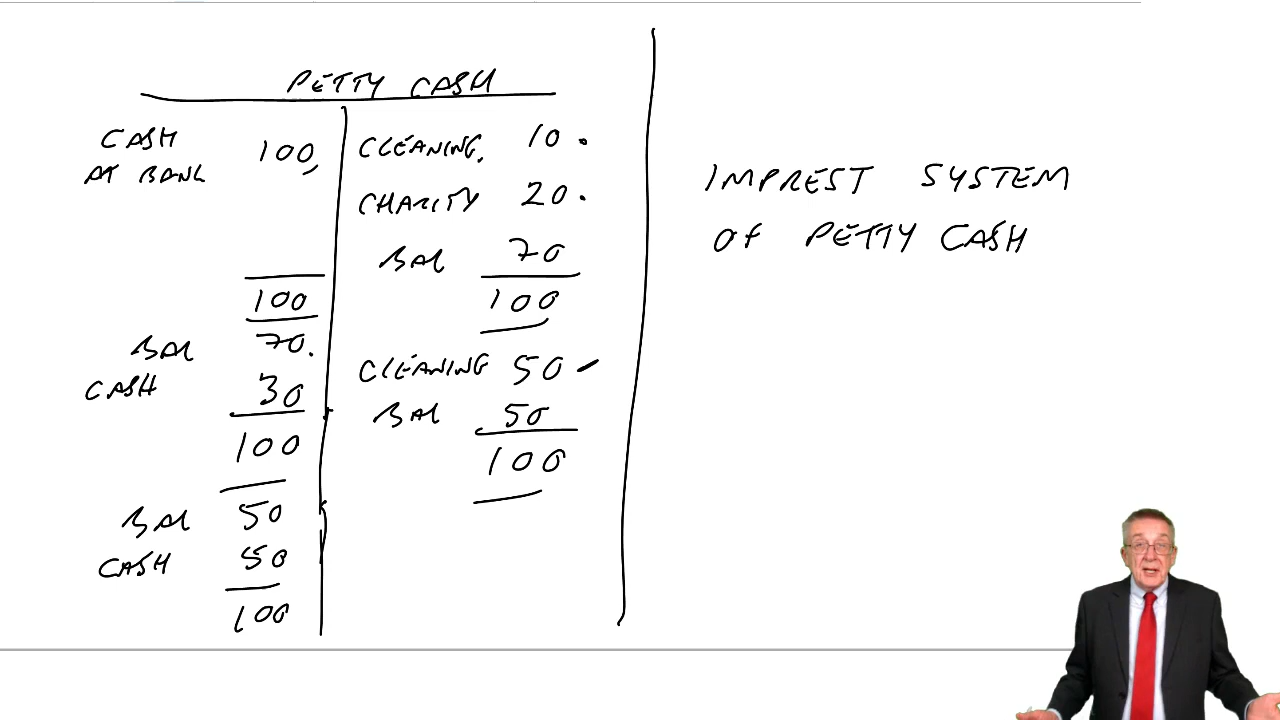 PETTY CASH
CASH
AT BANK 100,
CLEANING, 10.
CHARITY 20.
BAL 70
100
100
BAL 70.
CASH 30
100
CLEANING 50
BAL 50
100
BAL 50
CASH 50
100
IMPREST SYSTEM
OF PETTY CASH